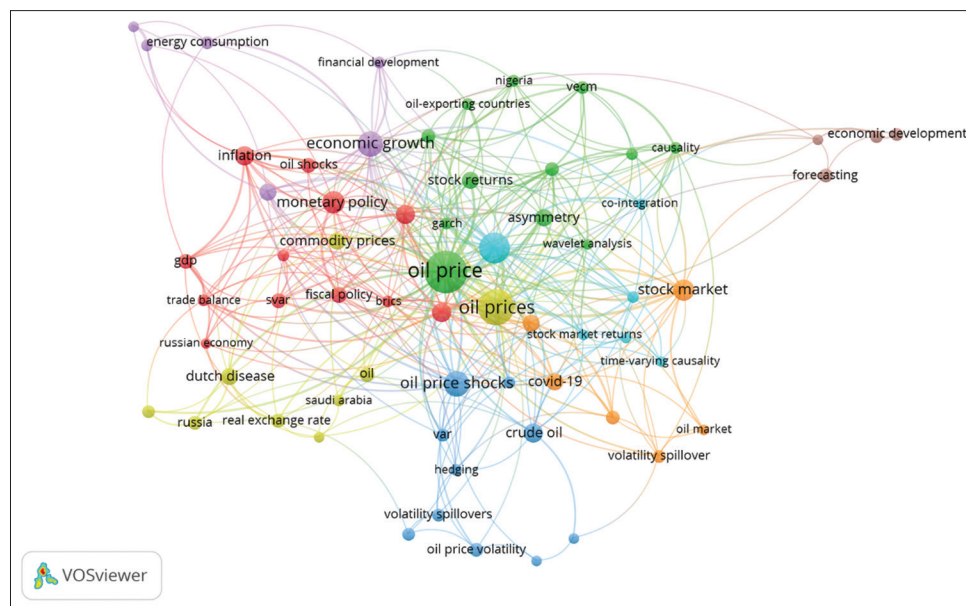 energy consumption
financial development
nigeria
vecm
oil-exporting countries
economic development
economic growth
causality
inflation
oil shocks
stock returns
forecasting
monetary policy
co-integration
garch
asymmetry
commodity prices
wavelet analysis
gdp
oil price
stock market
trade balance
svar
fiscal policy
brics
oil prices
stock market returns
russian economy
time-varying causality
dutch disease
oil
oil price shocks
covid-19
saudi arabia
russia
real exchange rate
var
crude oil
oil market
hedging
volatility spillover
volatility spillovers
oil price volatility
VOSviewer